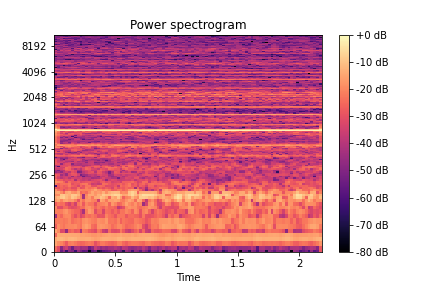 Power spectrogram
8192
4096
2048
1024
512
256
128
64
0
Hz
0
0.5
1
1.5
2
Time
+0 dB
-10 dB
-20 dB
-30 dB
-40 dB
-50 dB
-60 dB
-70 dB
-80 dB